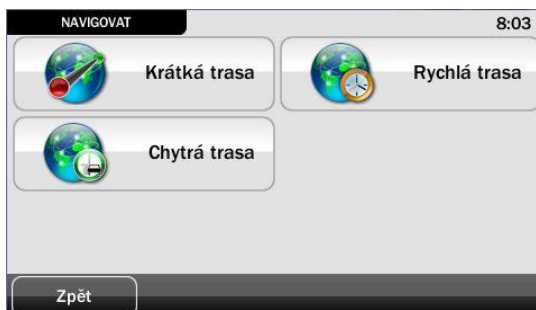 NAVIGOVAT 8:03
Krátká trasa Rychlá trasa
Chytrá trasa
Zpět